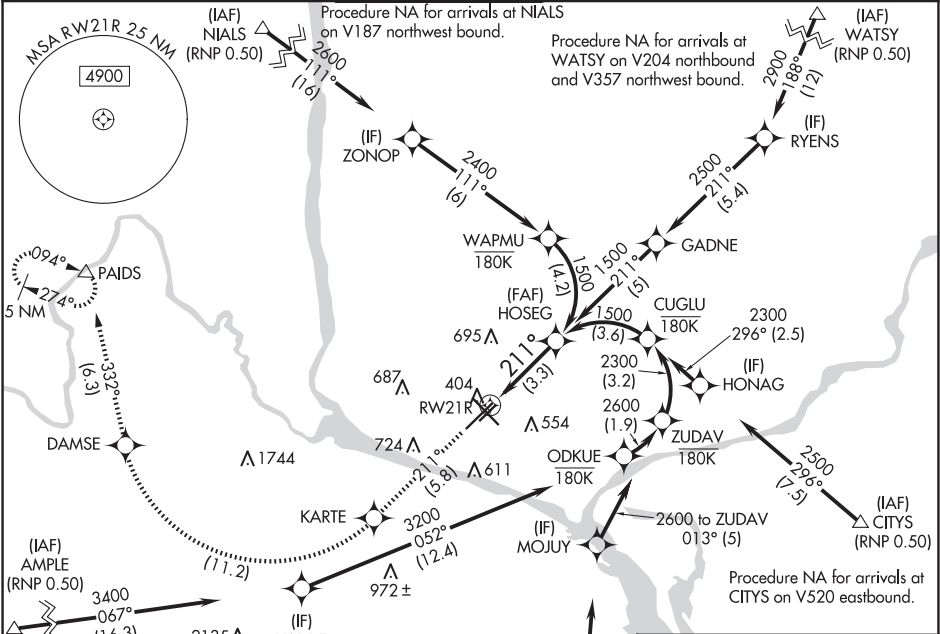 MSA RW21R 25 NM
4900
(IAF)
NIALS
(RNP 0.50)
Procedure NA for arrivals at NIALS
on V187 northwest bound.
2600
111°
(16)
Procedure NA for arrivals at
WATSY on V204 northbound
and V357 northwest bound.
(IAF)
WATSY
(RNP 0.50)
2900
188°
(12)
(IF)
ZONOP
2400
111°
(6)
(IF)
RYENS
2500
211°
(5.4)
WAPMU
180K
1500
(4.2)
GADNE
1500
211°
(5)
094°
274°
5 NM
PAIDS
(FAF)
HOSEG
CUGLU
180K
1500
(3.6)
2300
296° (2.5)
(IF)
HONAG
695
211°
(3.3)
687
404
RW21R
2300
(3.2)
332°
(6.3)
554
2600
(1.9)
ZUDAV
180K
ODKUE
180K
DAMSE
1744
724
611
211°
(5.8)
2500
296°
(7.5)
(IAF)
CITYS
(RNP 0.50)
KARTE
3200
052°
(12.4)
(IF)
MOJUY
2600 to ZUDAV
013° (5)
(11.2)
972 ±
(IAF)
AMPLE
(RNP 0.50)
3400
067°
(16.3)
(IF)
Procedure NA for arrivals at
CITYS on V520 eastbound.